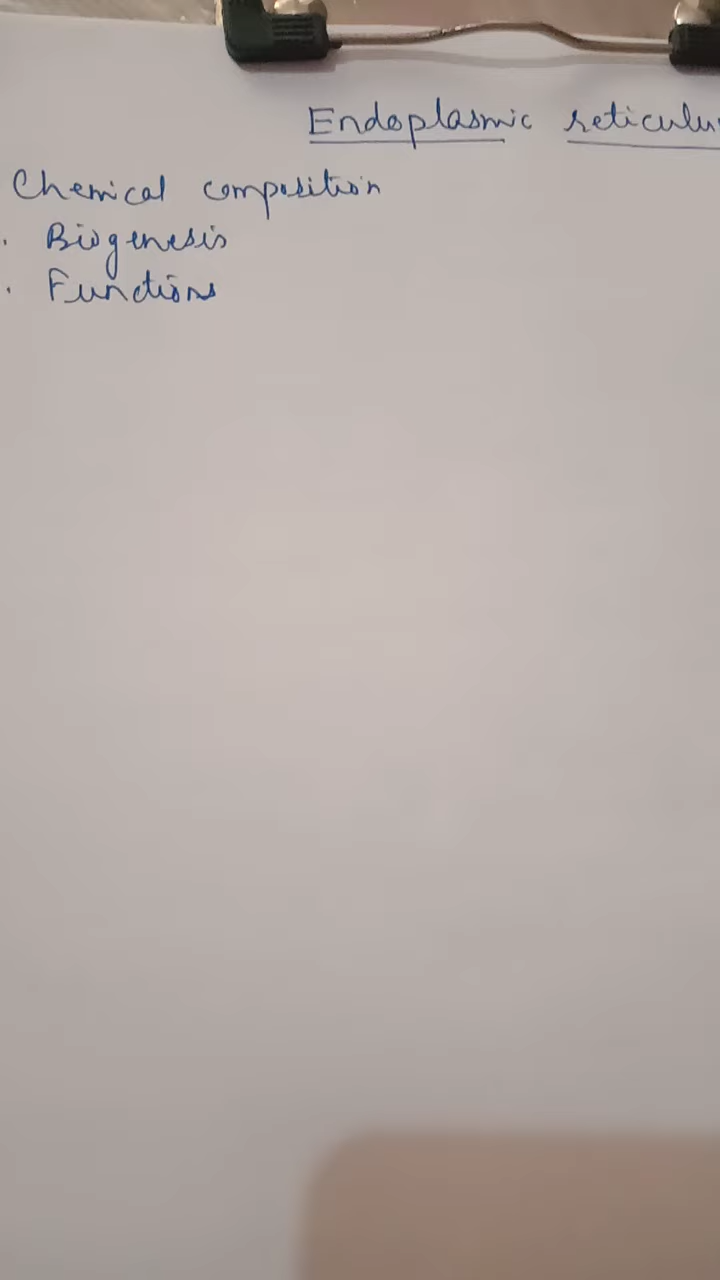 Endoplasmic reticulu
Chemical composition
. Biogenesis
. Functions